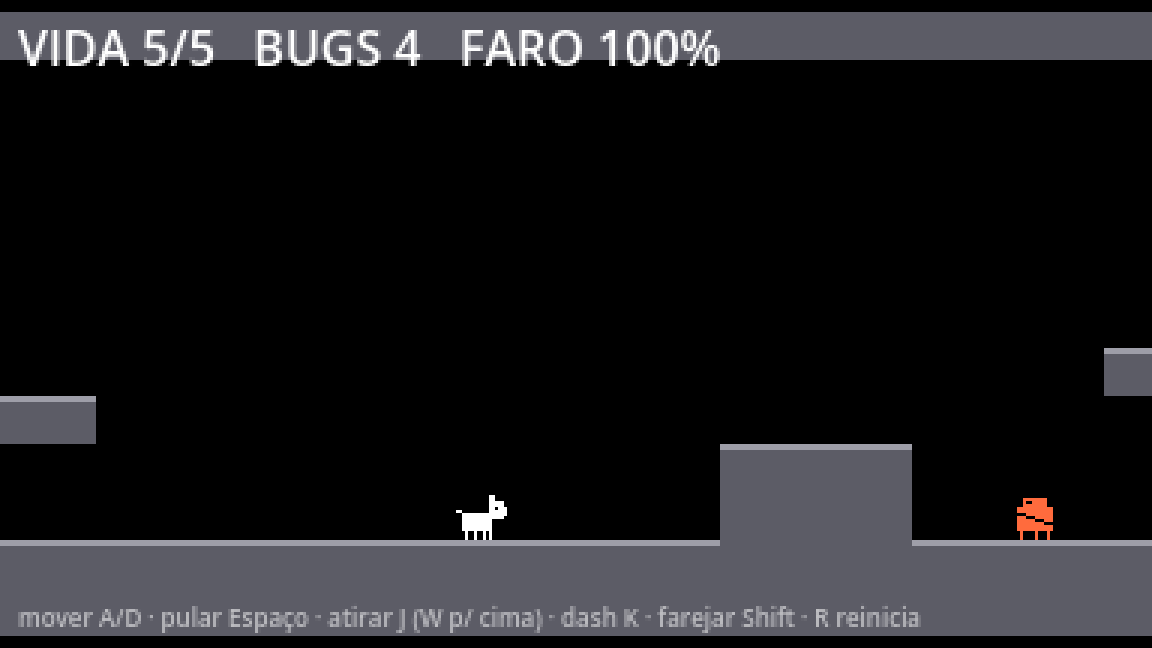 VIDA 5/5 BUGS 4 FARO 100%
mover A/D · pular Espaço · atirar J (W p/ cima) · dash K · farejar Shift · R reinicia